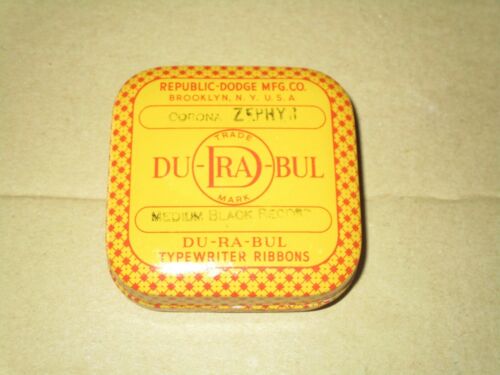 REPUBLIC-DODGE MFG. CO.
BROOKLYN, N. Y. U. S. A
CORONA ZEPHYR
TRADE
DU-RA-BUL
D
MARK
MEDIUM BLACK RECORD
DU-RA-BUL
TYPEWRITER RIBBONS